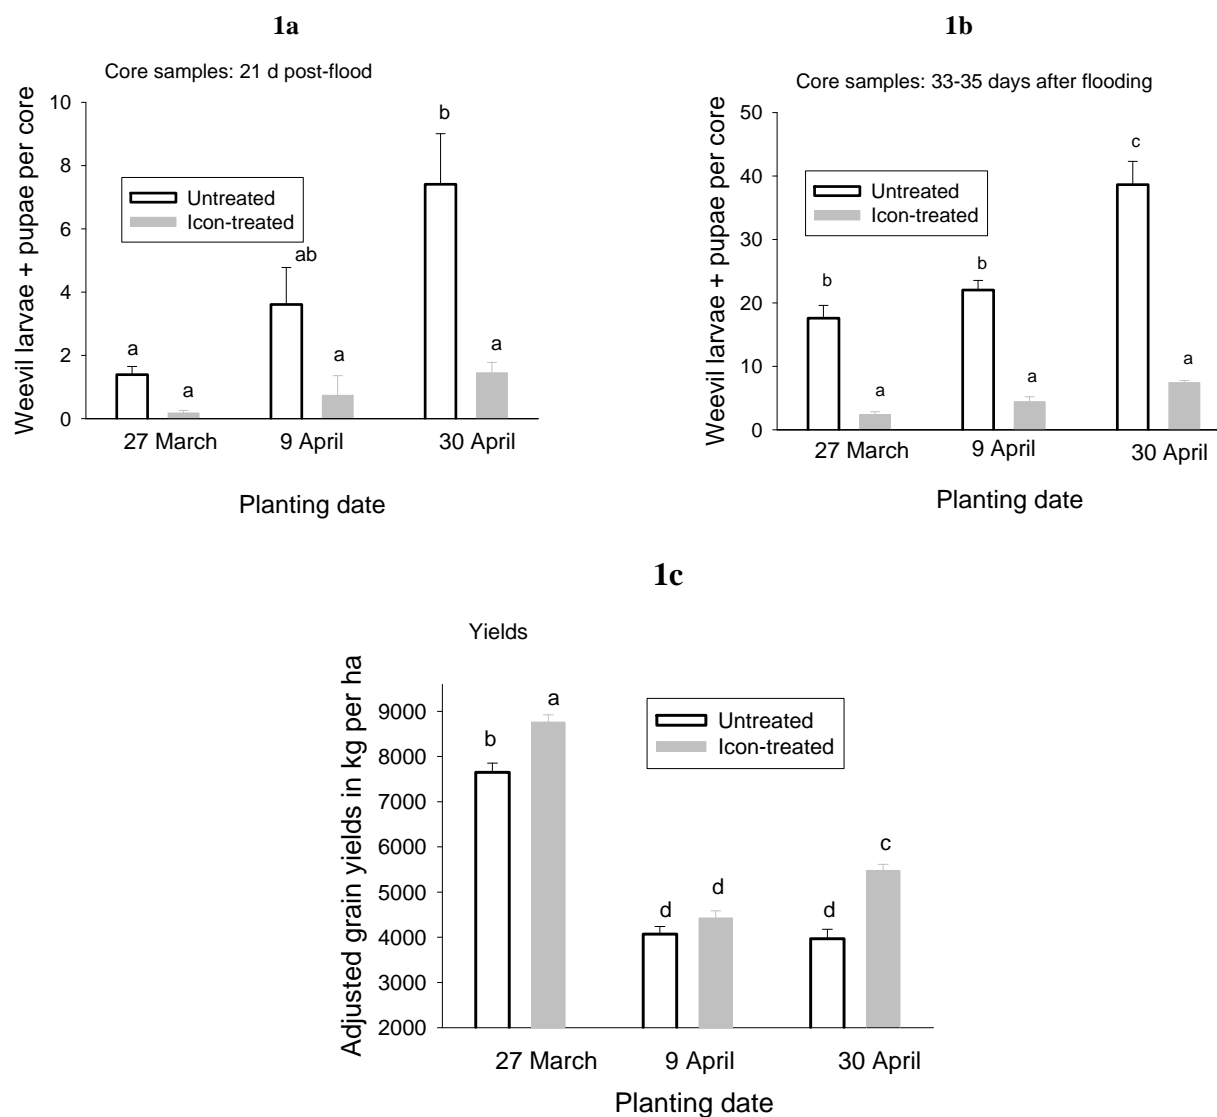 1a
Core samples: 21 d post-flood
Weevil larvae + pupae per core
10
8
6
4
2
0
Untreated
Icon-treated
a
a
ab
a
b
a
27 March
9 April
30 April
Planting date
1b
Core samples: 33-35 days after flooding
Weevil larvae + pupae per core
50
40
30
20
10
0
Untreated
Icon-treated
b
a
b
a
c
a
27 March
9 April
30 April
Planting date
1c
Yields
Adjusted grain yields in kg per ha
9000
8000
7000
6000
5000
4000
3000
2000
Untreated
Icon-treated
b
a
d
d
d
c
27 March
9 April
30 April
Planting date